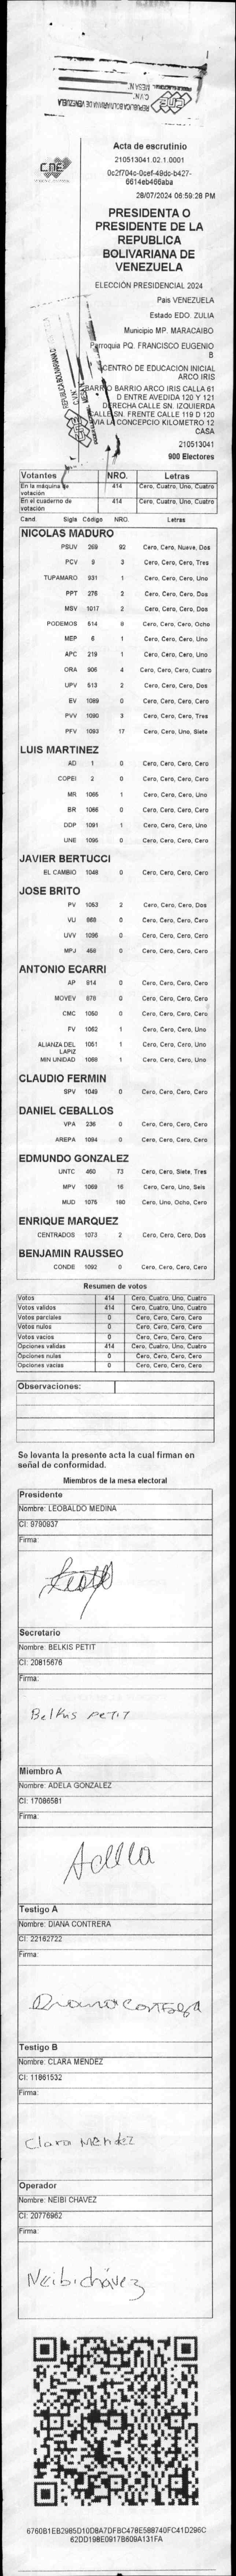 REPUBLICA BOLIVARIANA DE VENEZUELA
CNE
Acta de escrutinio
210513041.02.1.0001
0c2f704c-0cef-49dc-b427-
6614eb466aba
28/07/2024 06:59:28 PM
PRESIDENTA O
PRESIDENTE DE LA
REPUBLICA
BOLIVARIANA DE
VENEZUELA
ELECCIÓN PRESIDENCIAL 2024
Pais VENEZUELA
Estado EDO. ZULIA
Municipio MP. MARACAIBO
Parroquia PQ. FRANCISCO EUGENIO
B
CENTRO DE EDUCACIÓN INICIAL
ARCO IRIS
BARRIO BARRIO ARCO IRIS CALLA 61
D ENTRE AVEDIDA 120 Y 121
DERECHA CALLE SN. IZQUIERDA
CALLE SN. FRENTE CALLE 119 D 120
VIA LA CONCEPCIO KILOMETRO 12
CASA
210513041
900 Electores
Votantes NRO. Letras
En la máquina de votación 414 Cero, Cuatro, Uno, Cuatro
En el cuaderno de votación 414 Cero, Cuatro, Uno, Cuatro
Cand. Sigla Código NRO. Letras
NICOLAS MADURO
PSUV 269 92 Cero, Cero, Nueve, Dos
PCV 9 3 Cero, Cero, Cero, Tres
TUPAMARO 931 1 Cero, Cero, Cero, Uno
PPT 276 2 Cero, Cero, Cero, Dos
MSV 1017 2 Cero, Cero, Cero, Dos
PODEMOS 514 8 Cero, Cero, Cero, Ocho
MEP 6 1 Cero, Cero, Cero, Uno
APC 219 1 Cero, Cero, Cero, Uno
ORA 906 4 Cero, Cero, Cero, Cuatro
UPV 513 2 Cero, Cero, Cero, Dos
EV 1089 0 Cero, Cero, Cero, Cero
PVV 1090 3 Cero, Cero, Cero, Tres
PFV 1093 17 Cero, Cero, Uno, Siete
LUIS MARTINEZ
AD 1 0 Cero, Cero, Cero, Cero
COPEI 2 0 Cero, Cero, Cero, Cero
MR 1065 1 Cero, Cero, Cero, Uno
BR 1066 0 Cero, Cero, Cero, Cero
DDP 1091 1 Cero, Cero, Cero, Uno
UNE 1095 0 Cero, Cero, Cero, Cero
JAVIER BERTUCCI
EL CAMBIO 1048 0 Cero, Cero, Cero, Cero
JOSE BRITO
PV 1053 2 Cero, Cero, Cero, Dos
VU 868 0 Cero, Cero, Cero, Cero
UVV 1096 0 Cero, Cero, Cero, Cero
MPJ 458 0 Cero, Cero, Cero, Cero
ANTONIO ECARRI
AP 914 0 Cero, Cero, Cero, Cero
MOVEV 878 0 Cero, Cero, Cero, Cero
CMC 1050 0 Cero, Cero, Cero, Cero
FV 1062 1 Cero, Cero, Cero, Uno
ALIANZA DEL LAPIZ 1051 1 Cero, Cero, Cero, Uno
MIN UNIDAD 1068 1 Cero, Cero, Cero, Uno
CLAUDIO FERMIN
SPV 1049 0 Cero, Cero, Cero, Cero
DANIEL CEBALLOS
VPA 236 0 Cero, Cero, Cero, Cero
AREPA 1094 0 Cero, Cero, Cero, Cero
EDMUNDO GONZALEZ
UNTC 460 73 Cero, Cero, Siete, Tres
MPV 1069 16 Cero, Cero, Uno, Seis
MUD 1075 180 Cero, Uno, Ocho, Cero
ENRIQUE MARQUEZ
CENTRADOS 1073 2 Cero, Cero, Cero, Dos
BENJAMIN RAUSSEO
CONDE 1092 0 Cero, Cero, Cero, Cero
Resumen de votos
Votos 414 Cero, Cuatro, Uno, Cuatro
Votos validos 414 Cero, Cuatro, Uno, Cuatro
Votos parciales 0 Cero, Cero, Cero, Cero
Votos nulos 0 Cero, Cero, Cero, Cero
Votos vacios 0 Cero, Cero, Cero, Cero
Opciones validas 414 Cero, Cuatro, Uno, Cuatro
Opciones nulas 0 Cero, Cero, Cero, Cero
Opciones vacias 0 Cero, Cero, Cero, Cero
Observaciones:
Se levanta la presente acta la cual firman en
señal de conformidad.
Miembros de la mesa electoral
Presidente
Nombre: LEOBALDO MEDINA
CI: 9790937
Firma:
Secretario
Nombre: BELKIS PETIT
CI: 20815676
Firma:
Belkis Petit
Miembro A
Nombre: ADELA GONZALEZ
CI: 17086581
Firma:
Adela
Testigo A
Nombre: DIANA CONTRERA
CI: 22162722
Firma:
Testigo B
Nombre: CLARA MENDEZ
CI: 11861532
Firma:
Clara Mendez
Operador
Nombre: NEIBI CHAVEZ
CI: 20776962
Firma:
Neibi chávez
6760B1EB2985D10D8A7DFBC478E588740FC41D296C
62DD198E0917B609A131FA